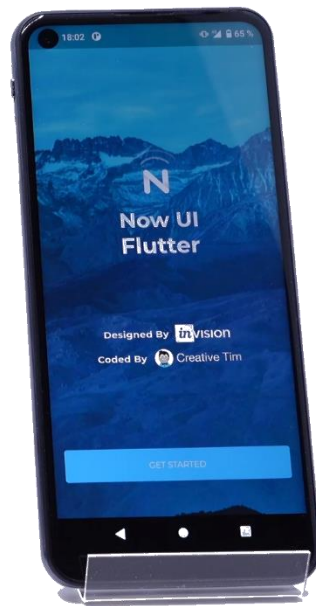 18:02 65 %
N
Now UI
Flutter
Designed By inVISION
Coded By Creative Tim
GET STARTED